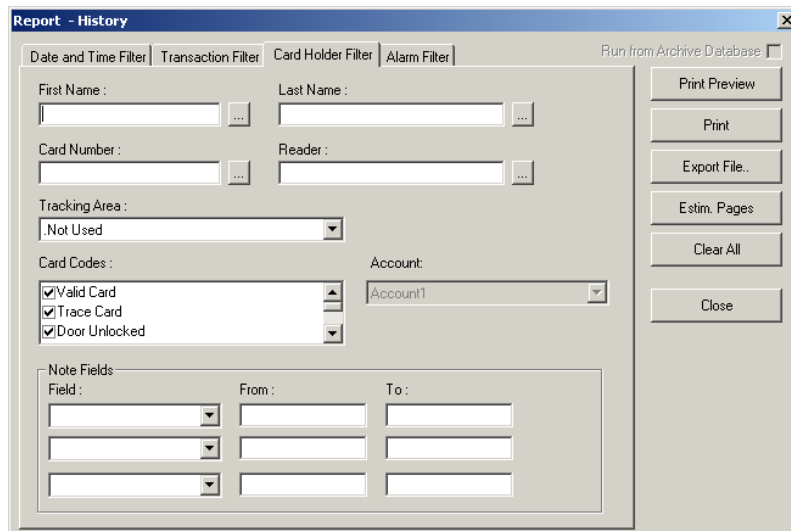 Report - History
Date and Time Filter Transaction Filter Card Holder Filter Alarm Filter Run from Archive Database
First Name : Last Name :
... ...
Card Number : Reader :
... ...
Tracking Area :
.Not Used
Card Codes : Account:
Valid Card Account1
Trace Card
Door Unlocked
Note Fields
Field : From : To :
Print Preview
Print
Export File..
Estim. Pages
Clear All
Close